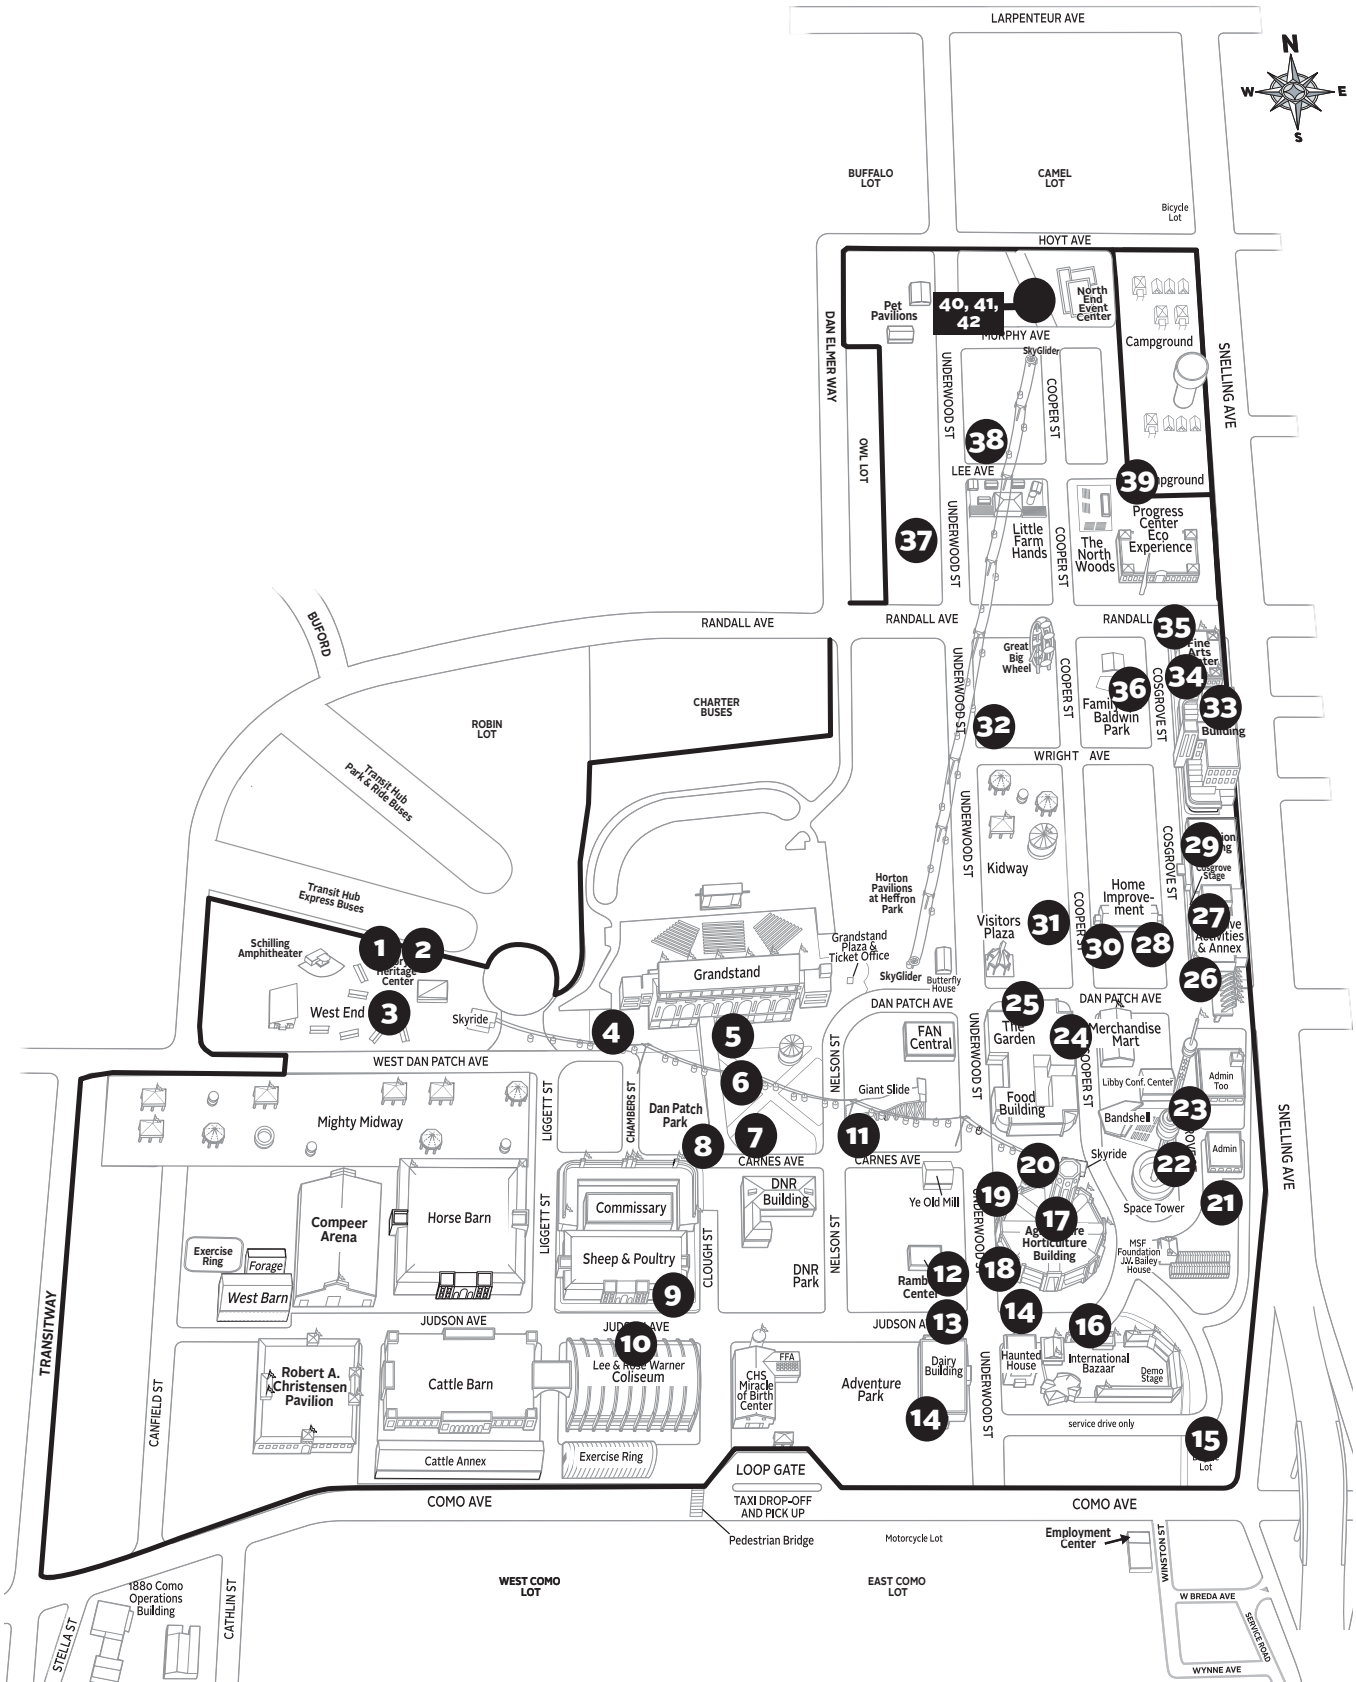 LARPENTEUR AVE
N
W
E
S
BUFFALO
LOT
CAMEL
LOT
Bicycle
Lot
HOYT AVE
DAN ELMER WAY
Pet
Pavilions
40, 41,
42
North
End
Event
Center
MURPHY AVE
SkyGlider
Campground
SNELLING AVE
UNDERWOOD ST
COOPER ST
OWL LOT
38
LEE AVE
39
UNDERWOOD ST
Little
Farm
Hands
COOPER ST
The
North
Woods
Progress
Center
Eco
Experience
37
BUFORD
RANDALL AVE
RANDALL AVE
RANDALL
35
Great
Big
Wheel
UNDERWOOD ST
COOPER ST
COSGROVE ST
Fine
Arts
34
36
33
Building
Baldwin
Park
32
CHARTER
BUSES
ROBIN
LOT
WRIGHT AVE
Transit Hub
Park & Ride Buses
UNDERWOOD ST
Kidway
COSGROVE ST
29
Cosgrove
Stage
Transit Hub
Express Buses
Horton
Pavilions
at Heffron
Park
Home
Improve-
ment
Visitors
Plaza
31
COOPER ST
30
28
27
Activities
& Annex
Schilling
Amphitheater
1
2
Heritage
Center
Grandstand
Grandstand
Plaza &
Ticket Office
SkyGlider
Butterfly
House
26
West End
3
Skyride
4
5
DAN PATCH AVE
25
DAN PATCH AVE
FAN
Central
UNDERWOOD ST
The
Garden
24
Merchandise
Mart
WEST DAN PATCH AVE
6
NELSON ST
Giant Slide
COOPER ST
Libby Conf. Center
Admin
Too
Mighty Midway
LIGGETT ST
CHAMBERS ST
Dan Patch
Park
Food
Building
Bandshell
23
SNELLING AVE
8
7
11
CARNES AVE
CARNES AVE
20
Skyride
22
Admin
Compeer
Arena
Horse Barn
LIGGETT ST
Commissary
DNR
Building
Ye Old Mill
19
17
Space Tower
21
Exercise
Ring
Forage
West Barn
Sheep & Poultry
CLOUGH ST
NELSON ST
DNR
Park
Horticulture
Building
MSF
Foundation
J.V. Bailey
House
9
12
Center
18
JUDSON AVE
10
13
14
16
TRANSITWAY
CANFIELD ST
Robert A.
Christensen
Pavilion
Cattle Barn
Lee & Rose Warner
Coliseum
FFA
CHS
Miracle
of Birth
Center
Adventure
Park
Dairy
Building
UNDERWOOD ST
Haunted
House
International
Bazaar
Demo
Stage
14
service drive only
15
Lot
Cattle Annex
Exercise Ring
LOOP GATE
COMO AVE
TAXI DROP-OFF
AND PICK UP
COMO AVE
Pedestrian Bridge
Motorcycle Lot
Employment
Center
WINSTON ST
WEST COMO
LOT
EAST COMO
LOT
1880 Como
Operations
Building
CATHLIN ST
STELLA ST
W BREDA AVE
SERVICE ROAD
WYNNE AVE